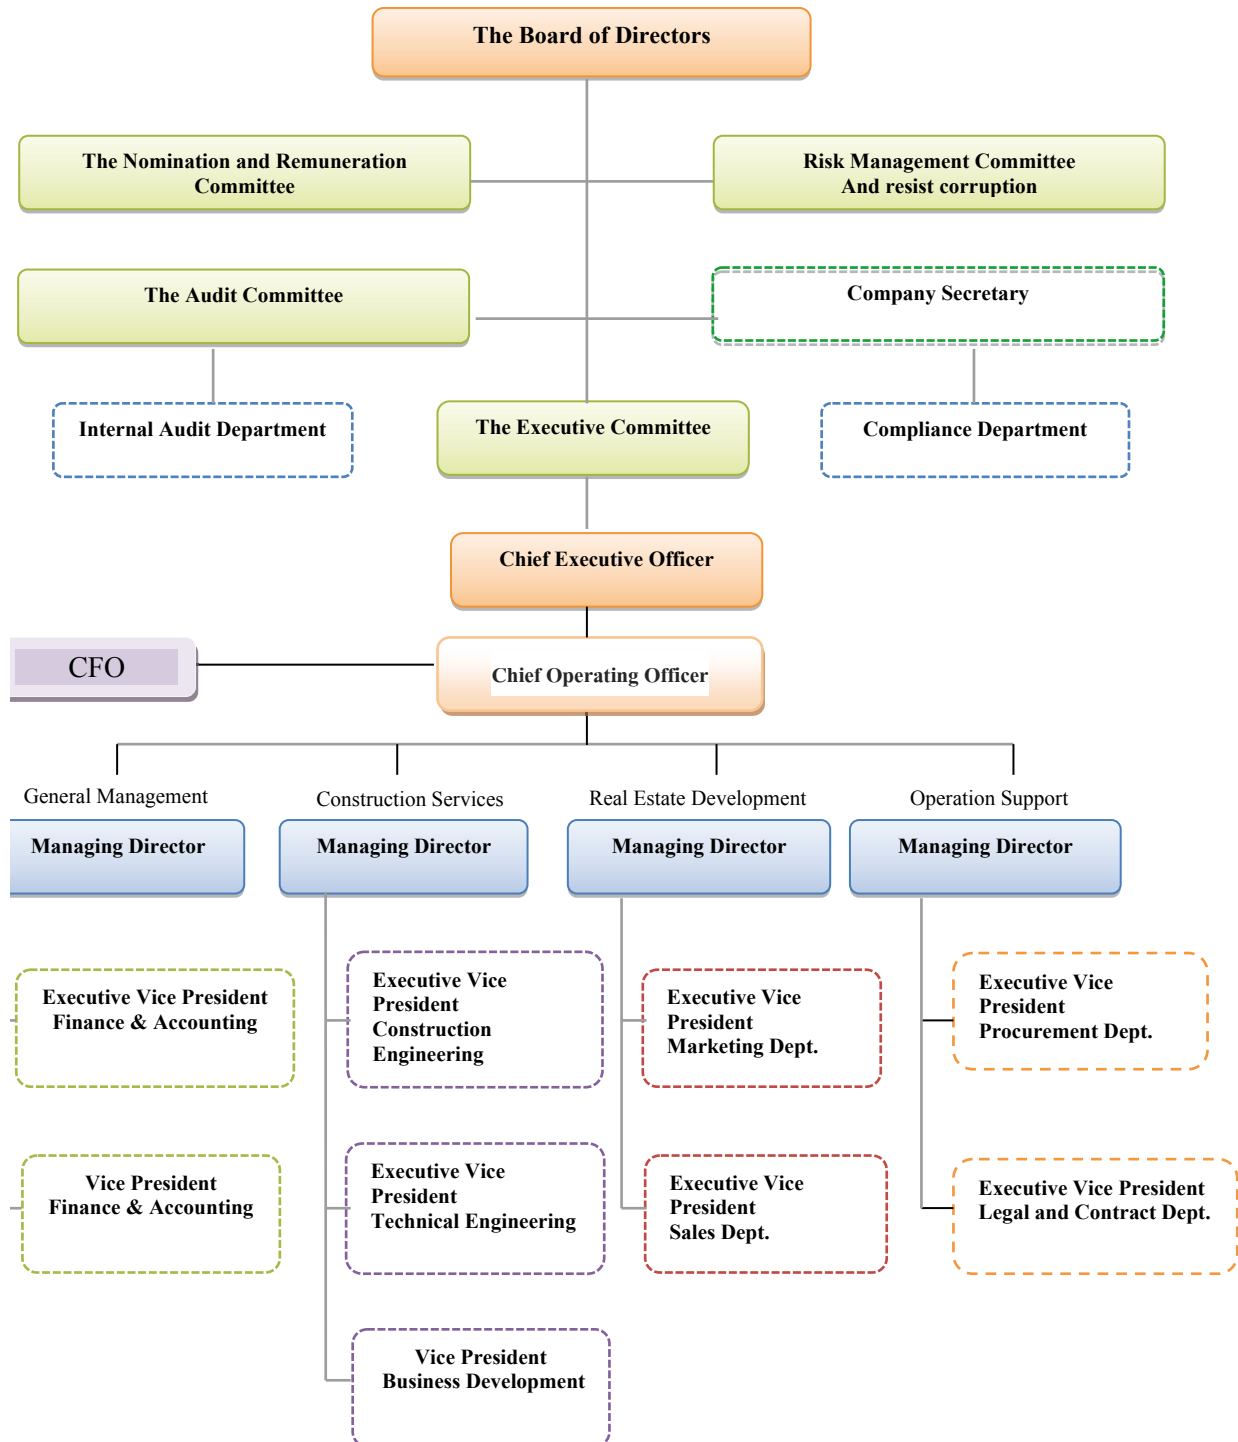 The Board of Directors
The Nomination and Remuneration
Committee
Risk Management Committee
And resist corruption
The Audit Committee
Company Secretary
Internal Audit Department
The Executive Committee
Compliance Department
Chief Executive Officer
CFO
Chief Operating Officer
General Management
Construction Services
Real Estate Development
Operation Support
Managing Director
Managing Director
Managing Director
Managing Director
Executive Vice President
Finance & Accounting
Executive Vice
President
Construction
Engineering
Executive Vice
President
Marketing Dept.
Executive Vice
President
Procurement Dept.
Vice President
Finance & Accounting
Executive Vice
President
Technical Engineering
Executive Vice
President
Sales Dept.
Executive Vice President
Legal and Contract Dept.
Vice President
Business Development